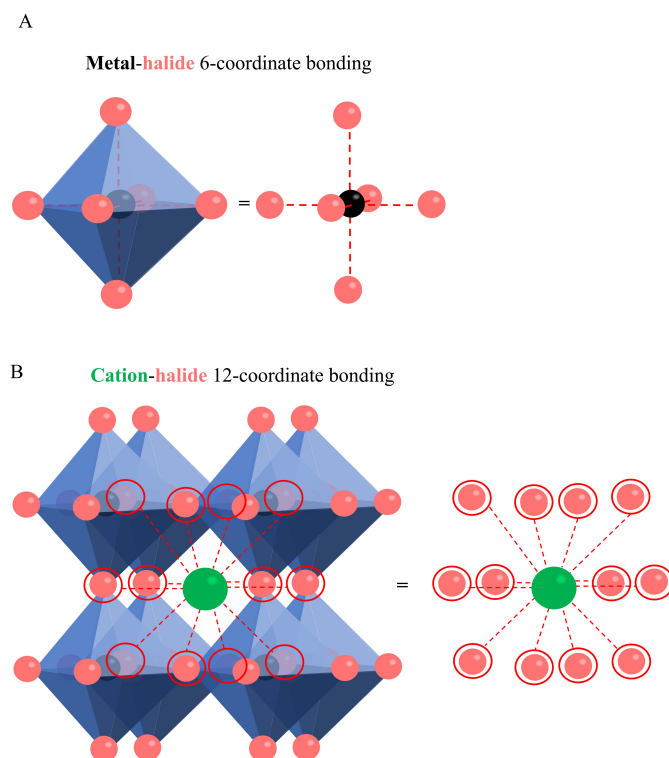 A
Metal-halide 6-coordinate bonding
=
B
Cation-halide 12-coordinate bonding
=